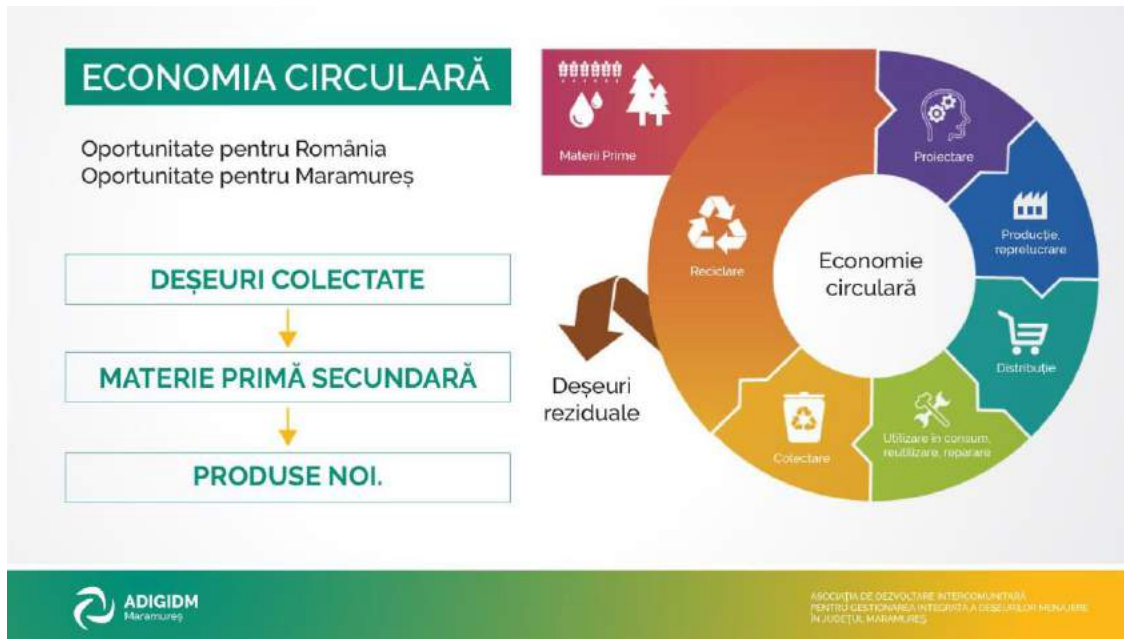 ECONOMIA CIRCULARĂ
Oportunitate pentru România
Oportunitate pentru Maramureș
DEȘEURI COLECTATE
MATERIE PRIMĂ SECUNDARĂ
PRODUSE NOI.
Materii Prime
Proiectare
Producție,
reprelucrare
Distribuție
Utilizare în consum,
reutilizare, reparare
Colectare
Reciclare
Economie
circulară
Deșeuri
reziduale
ADIGIDM
Maramureș
ASOCIAȚIA DE DEZVOLTARE INTERCOMUNITARĂ
PENTRU GESTIONAREA INTEGRATĂ A DEȘEURILOR MENAJERE
ÎN JUDEȚUL MARAMUREȘ